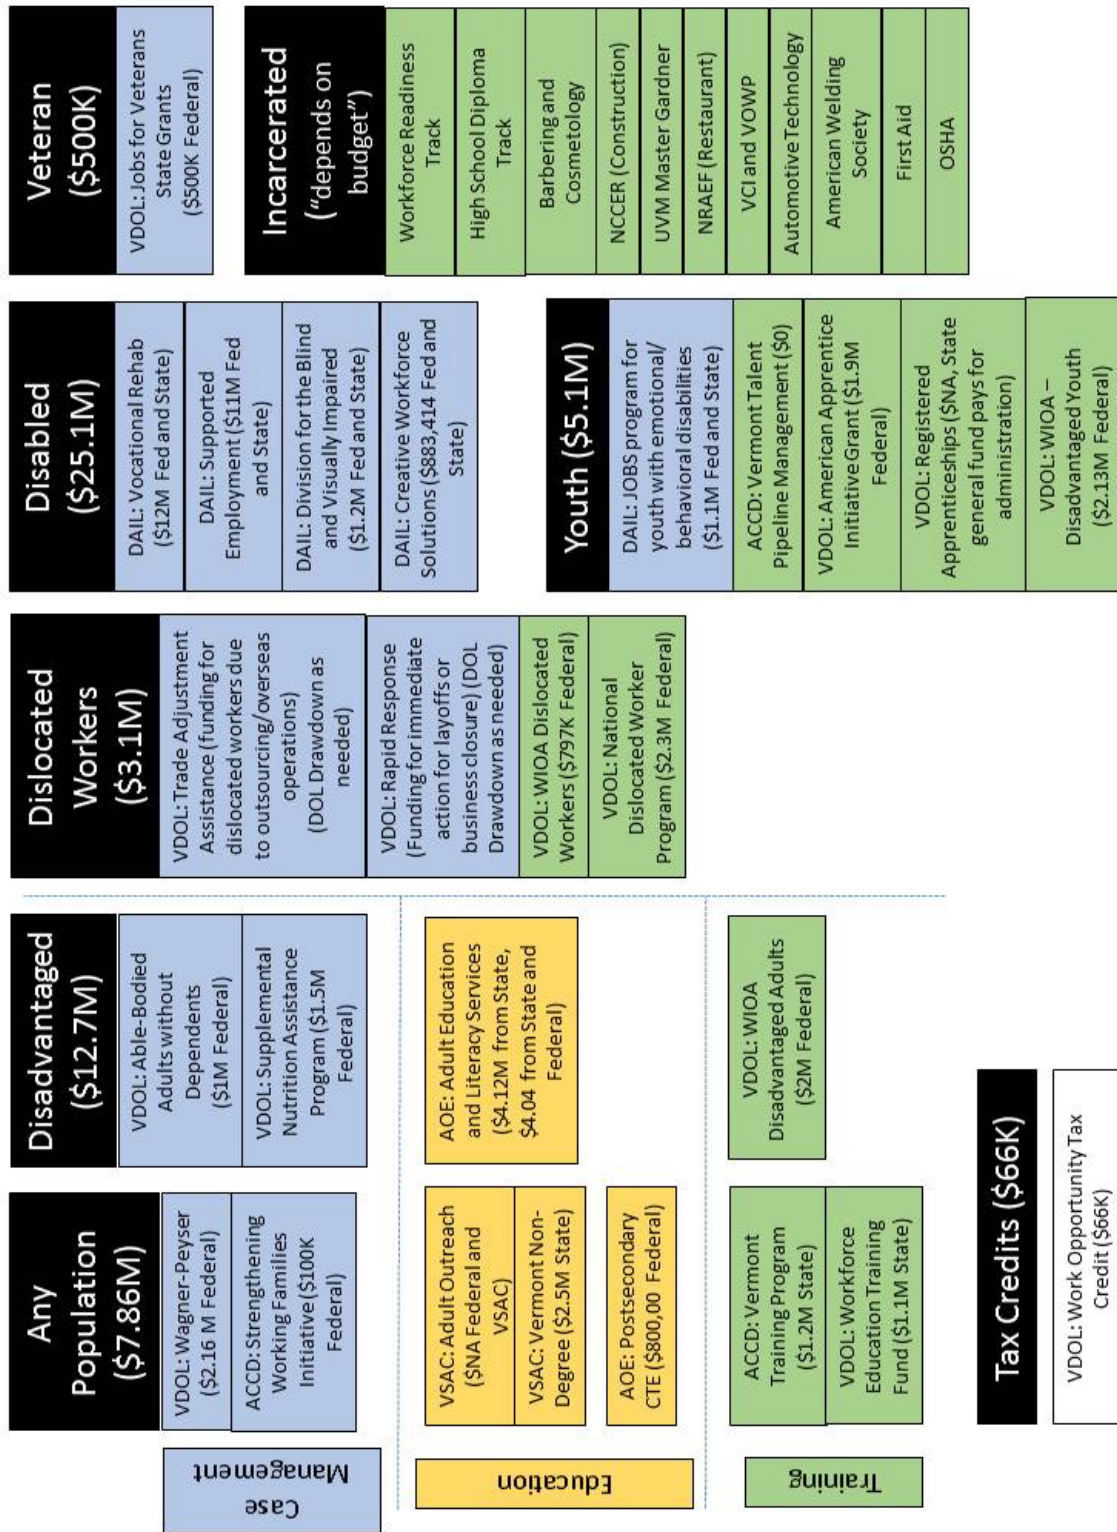 Case
Management
Education
Training
Any
Population
($7.86M)
VDOL: Wagner-Peyser
($2.16 M Federal)
ACCD: Strengthening
Working Families
Initiative ($100K
Federal)
VSAC: Adult Outreach
($NA Federal and
VSAC)
VSAC: Vermont Non-
Degree ($2.5M State)
AOE: Postsecondary
CTE ($800,00 Federal)
ACCD: Vermont
Training Program
($1.2M State)
VDOL: Workforce
Education Training
Fund ($1.1M State)
Disadvantaged
($12.7M)
VDOL: Able-Bodied
Adults without
Dependents
($1M Federal)
VDOL: Supplemental
Nutrition Assistance
Program ($1.5M
Federal)
AOE: Adult Education
and Literacy Services
($4.12M from State,
$4.04 from State and
Federal)
VDOL: WIOA
Disadvantaged Adults
($2M Federal)
Tax Credits ($66K)
VDOL: Work Opportunity Tax
Credit ($66K)
Dislocated
Workers
($3.1M)
VDOL: Trade Adjustment
Assistance (funding for
dislocated workers due
to outsourcing/overseas
operations)
(DOL Drawdown as
needed)
VDOL: Rapid Response
(Funding for immediate
action for layoffs or
business closure) (DOL
Drawdown as needed)
VDOL: WIOA Dislocated
Workers ($797K Federal)
VDOL: National
Dislocated Worker
Program ($2.3M Federal)
Disabled
($25.1M)
DAIL: Vocational Rehab
($12M Fed and State)
DAIL: Supported
Employment ($11M Fed
and State)
DAIL: Division for the Blind
and Visually Impaired
($1.2M Fed and State)
DAIL: Creative Workforce
Solutions ($883,414 Fed and
State)
Youth ($5.1M)
DAIL: JOBS program for
youth with emotional/
behavioral disabilities
($1.1M Fed and State)
ACCD: Vermont Talent
Pipeline Management ($0)
VDOL: American Apprentice
Initiative Grant ($1.9M
Federal)
VDOL: Registered
Apprenticeships ($NA, State
general fund pays for
administration)
VDOL: WIOA –
Disadvantaged Youth
($2.13M Federal)
Veteran
($500K)
VDOL: Jobs for Veterans
State Grants
($500K Federal)
Incarcerated
("depends on
budget")
Workforce Readiness
Track
High School Diploma
Track
Barbering and
Cosmetology
NCCER (Construction)
UVM Master Gardner
NRAEF (Restaurant)
VCI and VOWP
Automotive Technology
American Welding
Society
First Aid
OSHA